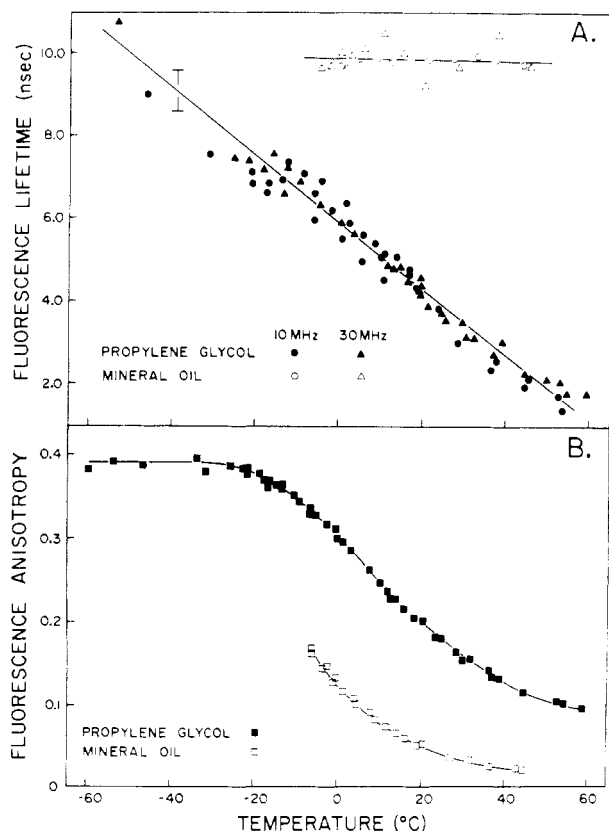 A.
FLUORESCENCE LIFETIME (nsec)
10.0
8.0
6.0
4.0
2.0
10 MHz 30 MHz
PROPYLENE GLYCOL
MINERAL OIL
B.
FLUORESCENCE ANISOTROPY
0.4
0.3
0.2
0.1
0
PROPYLENE GLYCOL
MINERAL OIL
-60 -40 -20 0 20 40 60
TEMPERATURE (°C)